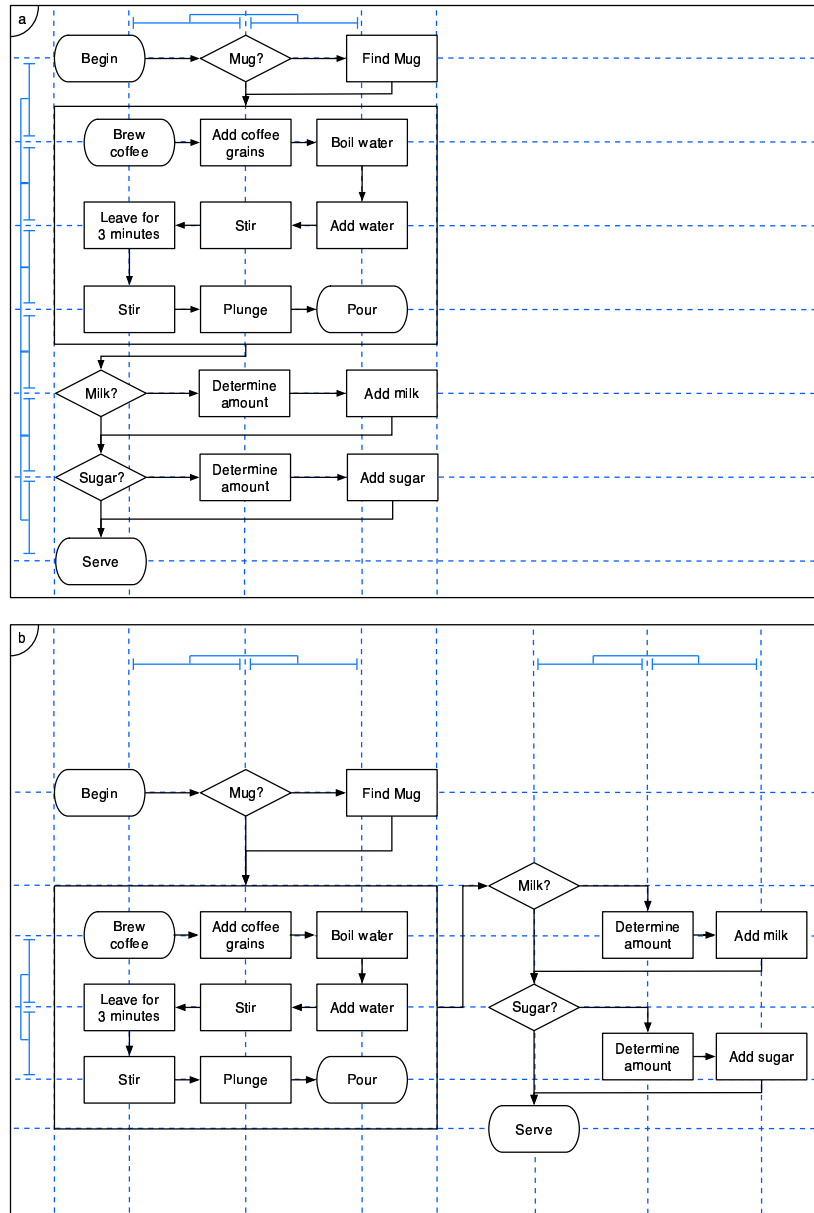 a
Begin
Mug?
Find Mug
Brew
coffee
Add coffee
grains
Boil water
Leave for
3 minutes
Stir
Add water
Stir
Plunge
Pour
Milk?
Determine
amount
Add milk
Sugar?
Determine
amount
Add sugar
Serve
b
Begin
Mug?
Find Mug
Brew
coffee
Add coffee
grains
Boil water
Leave for
3 minutes
Stir
Add water
Stir
Plunge
Pour
Milk?
Determine
amount
Add milk
Sugar?
Determine
amount
Add sugar
Serve